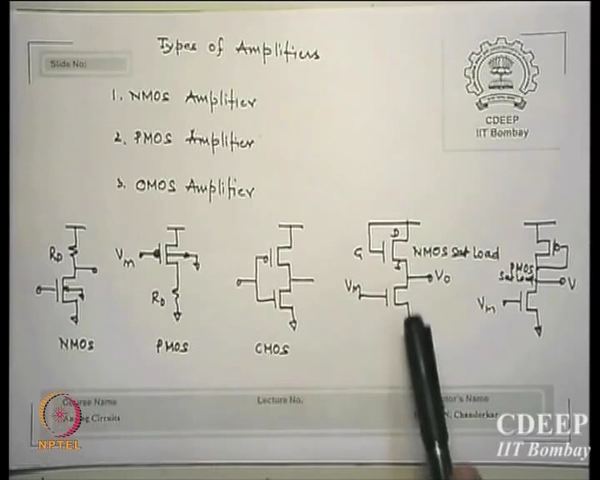 Types of Amplifiers
Slide No:
1. NMOS Amplifier
2. PMOS Amplifier
3. CMOS Amplifier
CDEEP
IIT Bombay
RD
NMOS
Vin
RD
PMOS
CMOS
G
D
S
NMOS Sat Load
Vin
Vo
PMOS
Sat Load
Vin
V
Course Name
Lecture No.
Chandorkar
NPTEL
CDEEP
IIT Bombay